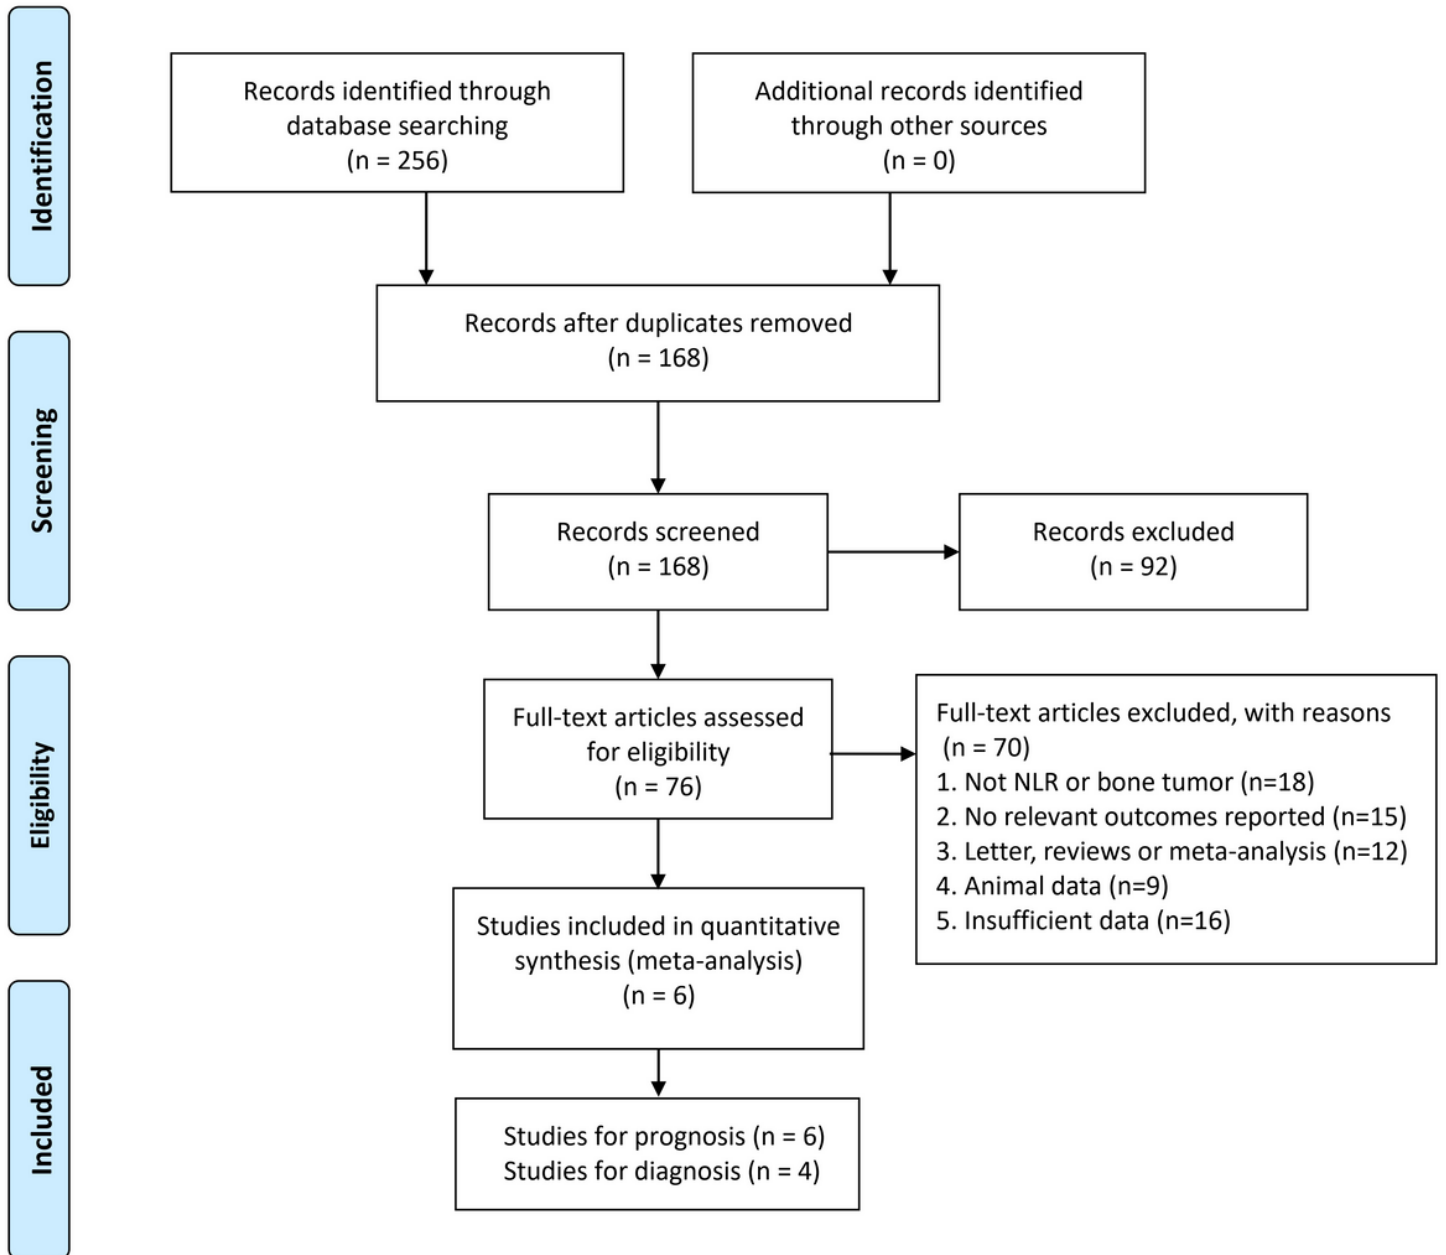 Identification
Records identified through
database searching
(n = 256)
Additional records identified
through other sources
(n = 0)
Records after duplicates removed
(n = 168)
Screening
Records screened
(n = 168)
Records excluded
(n = 92)
Eligibility
Full-text articles assessed
for eligibility
(n = 76)
Full-text articles excluded, with reasons
(n = 70)
1. Not NLR or bone tumor (n=18)
2. No relevant outcomes reported (n=15)
3. Letter, reviews or meta-analysis (n=12)
4. Animal data (n=9)
5. Insufficient data (n=16)
Studies included in quantitative
synthesis (meta-analysis)
(n = 6)
Included
Studies for prognosis (n = 6)
Studies for diagnosis (n = 4)